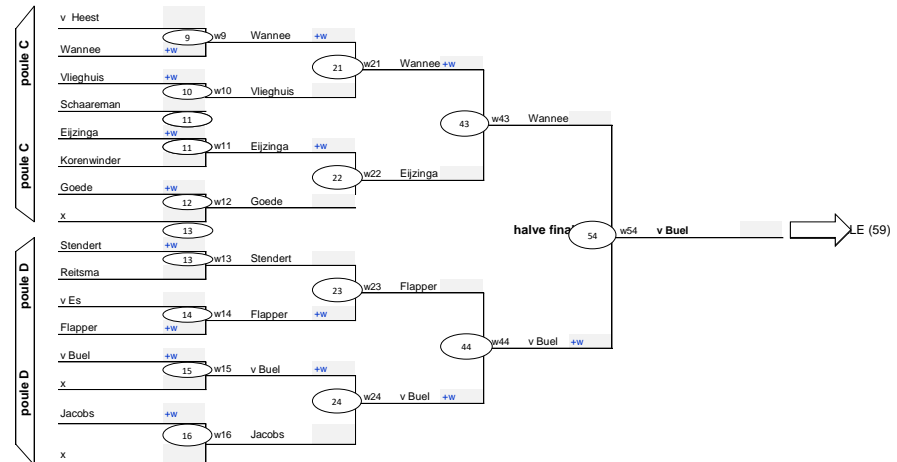 poule C
poule C
poule D
poule D
v Heest
9 w9 Wannee +w
Wannee +w
21 w21 Wannee +w
Vlieghuis +w
10 w10 Vlieghuis
Schaareman
11
43 w43 Wannee
Eijzinga +w
11 w11 Eijzinga +w
Korenwinder
22 w22 Eijzinga
Goede +w
12 w12 Goede
x
13
halve fina 54 w54 v Buel LE (59)
Stendert +w
13 w13 Stendert
Reitsma
23 w23 Flapper
v Es
14 w14 Flapper +w
Flapper +w
44 w44 v Buel +w
v Buel +w
15 w15 v Buel +w
x
24 w24 v Buel +w
Jacobs +w
16 w16 Jacobs
x